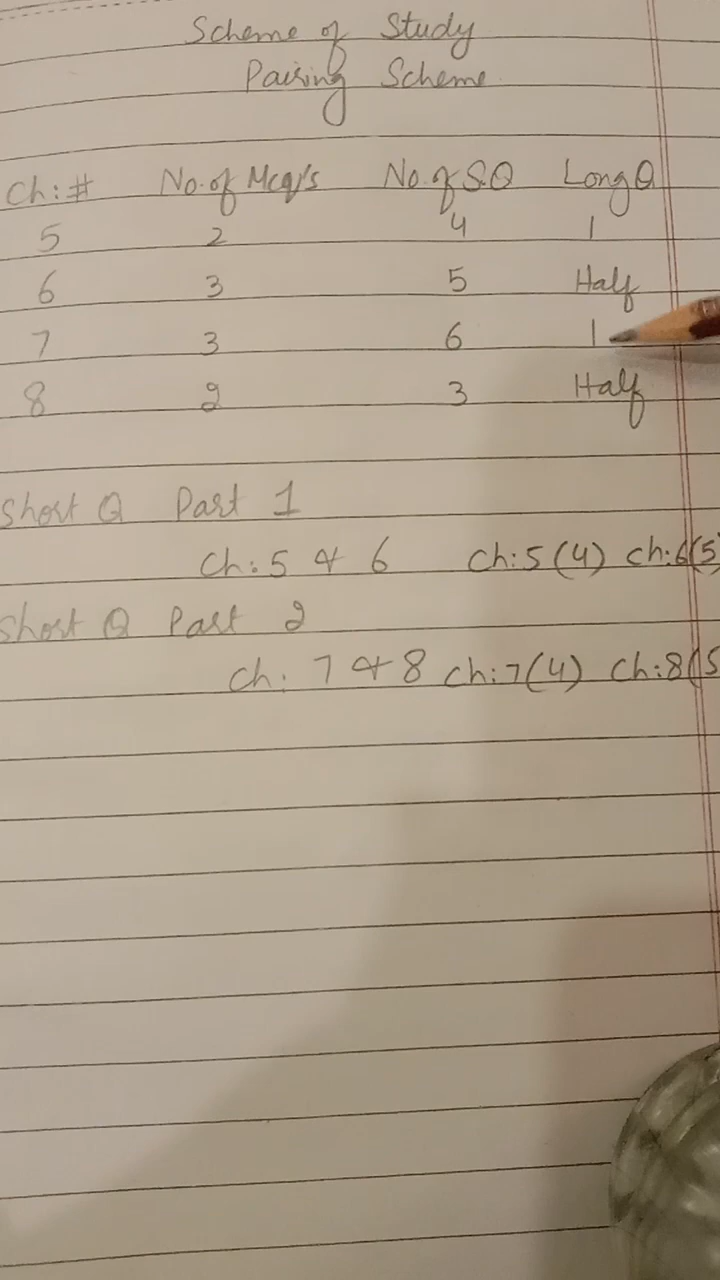 Scheme of Study
Pairing Scheme
Ch:# No. of Mcq's No. of S.Q Long Q
5 2 4 1
6 3 5 Half
7 3 6 1
8 2 3 Half
Short Q Part 1
Ch: 5 & 6 Ch:5(4) Ch:6(5)
Short Q Part 2
Ch: 7 & 8 Ch:7(4) Ch:8(5